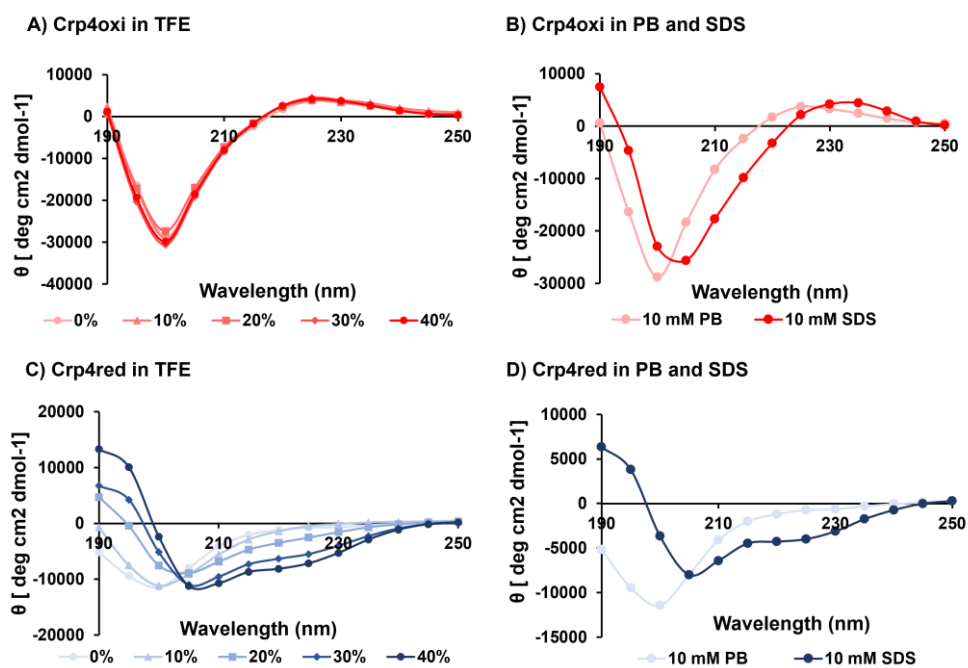 A) Crp4oxi in TFE
θ [ deg cm2 dmol-1]
20000
10000
0
-10000
-20000
-30000
-40000
190
210
230
250
Wavelength (nm)
0% 10% 20% 30% 40%
B) Crp4oxi in PB and SDS
θ [ deg cm2 dmol-1]
10000
5000
0
-5000
-10000
-15000
-20000
-25000
-30000
190
210
230
250
Wavelength (nm)
10 mM PB 10 mM SDS
C) Crp4red in TFE
θ [ deg cm2 dmol-1]
20000
10000
0
-10000
-20000
190
210
230
250
Wavelength (nm)
0% 10% 20% 30% 40%
D) Crp4red in PB and SDS
θ [ deg cm2 dmol-1]
10000
5000
0
-5000
-10000
-15000
190
210
230
250
Wavelength (nm)
10 mM PB 10 mM SDS